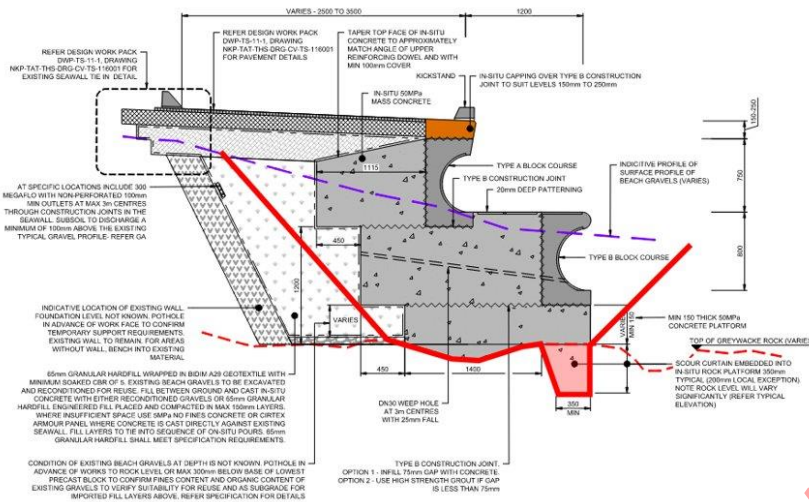 VARIES - 2500 TO 3500
1200
REFER DESIGN WORK PACK
DWP-TS-11-1, DRAWING
NKP-TAT-THS-DRG-CV-TS-116001 FOR
EXISTING SEAWALL TIE IN DETAIL
REFER DESIGN WORK PACK
DWP-TS-11-1, DRAWING
NKP-TAT-THS-DRG-CV-TS-116001
FOR PAVEMENT DETAILS
TAPER TOP FACE OF IN-SITU
CONCRETE TO APPROXIMATELY
MATCH ANGLE OF UPPER
REINFORCING DOWEL AND WITH
MIN 100mm COVER
KICKSTAND
IN-SITU CAPPING OVER TYPE B CONSTRUCTION
JOINT TO SUIT LEVELS 150mm TO 250mm
IN-SITU 50MPa
MASS CONCRETE
150-250
1115
TYPE A BLOCK COURSE
TYPE B CONSTRUCTION JOINT
20mm DEEP PATTERNING
INDICITIVE PROFILE OF
SURFACE PROFILE OF
BEACH GRAVELS (VARIES)
750
AT SPECIFIC LOCATIONS INCLUDE 300
MEGAFLO WITH NON-PERFORATED 100mm
MIN OUTLETS AT MAX 3m CENTRES
THROUGH CONSTRUCTION JOINTS IN THE
SEAWALL. SUBSOIL TO DISCHARGE A
MINIMUM OF 100mm ABOVE THE EXISTING
TYPICAL GRAVEL PROFILE- REFER GA
450
1200
TYPE B BLOCK COURSE
800
INDICATIVE LOCATION OF EXISTING WALL
FOUNDATION LEVEL NOT KNOWN. POTHOLE
IN ADVANCE OF WORK FACE TO CONFIRM
TEMPORARY SUPPORT REQUIREMENTS.
EXISTING WALL TO REMAIN. FOR AREAS
WITHOUT WALL, BENCH INTO EXISTING
MATERIAL
VARIES
VARIES
MIN 150
MIN 150 THICK 50MPa
CONCRETE PLATFORM
TOP OF GREYWACKE ROCK (VARIE
65mm GRANULAR HARDFILL WRAPPED IN BIDIM A29 GEOTEXTILE WITH
MINIMUM SOAKED CBR OF 5. EXISTING BEACH GRAVELS TO BE EXCAVATED
AND RECONDITIONED FOR REUSE. FILL BETWEEN GROUND AND CAST IN-SITU
CONCRETE WITH EITHER RECONDITIONED GRAVELS OR 65mm GRANULAR
HARDFILL ENGINEERED FILL PLACED AND COMPACTED IN MAX 150mm LAYERS.
WHERE INSUFFICIENT SPACE USE 5MPa NO FINES CONCRETE OR CIRTEX
ARMOUR PANEL WHERE CONCRETE IS CAST DIRECTLY AGAINST EXISTING
SEAWALL. FILL LAYERS TO TIE INTO SEQUENCE OF ON-SITU POURS. 65mm
GRANULAR HARDFILL SHALL MEET SPECIFICATION REQUIREMENTS.
450
1400
DN30 WEEP HOLE
AT 3m CENTRES
WITH 25mm FALL
350
MIN
SCOUR CURTAIN EMBEDDED INTO
IN-SITU ROCK PLATFORM 350mm
TYPICAL (200mm LOCAL EXCEPTION).
NOTE ROCK LEVEL WILL VARY
SIGNIFICANTLY (REFER TYPICAL
ELEVATION)
CONDITION OF EXISTING BEACH GRAVELS AT DEPTH IS NOT KNOWN. POTHOLE IN
ADVANCE OF WORKS TO ROCK LEVEL OR MAX 300mm BELOW BASE OF LOWEST
PRECAST BLOCK TO CONFIRM FINES CONTENT AND ORGANIC CONTENT OF
EXISTING GRAVELS TO VERIFY SUITABILITY FOR REUSE AND AS SUBGRADE FOR
IMPORTED FILL LAYERS ABOVE. REFER SPECIFICATION FOR DETAILS
TYPE B CONSTRUCTION JOINT.
OPTION 1 - INFILL 75mm GAP WITH CONCRETE.
OPTION 2 - USE HIGH STRENGTH GROUT IF GAP
IS LESS THAN 75mm